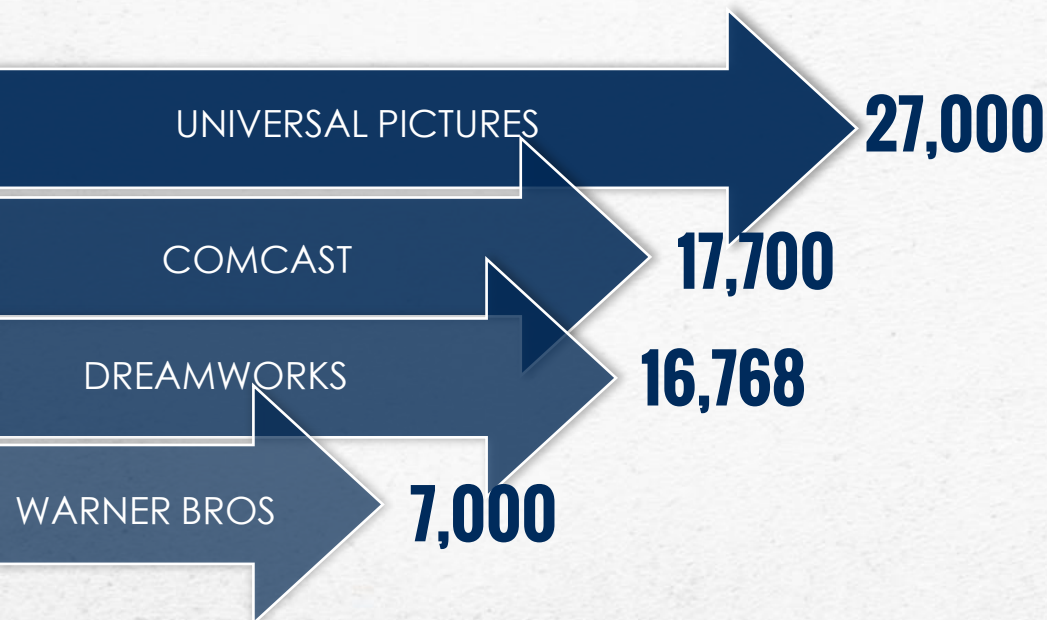 UNIVERSAL PICTURES 27,000
COMCAST 17,700
DREAMWORKS 16,768
WARNER BROS 7,000